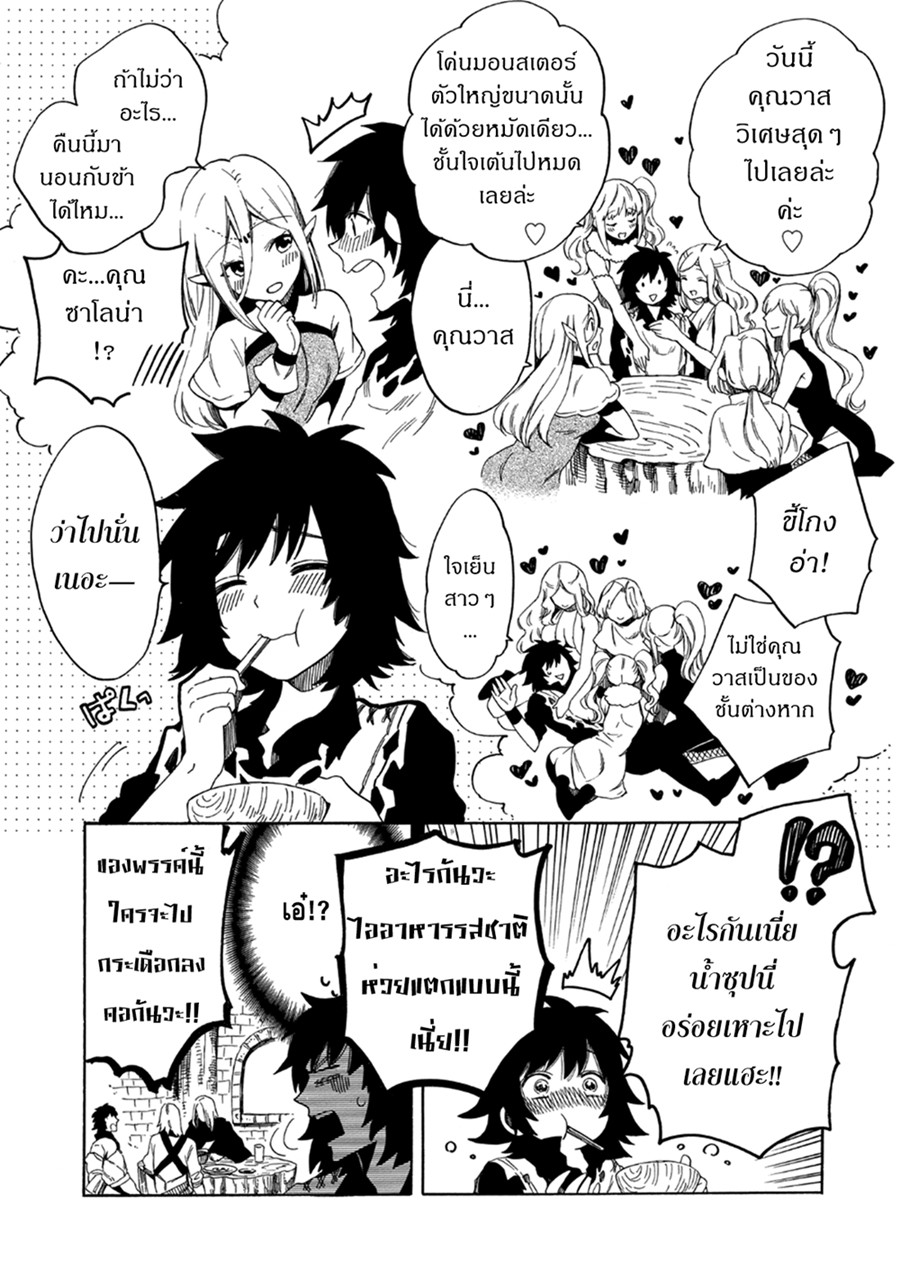 วันนี้
คุณวาส
วิเศษสุดๆ
ไปเลยล่ะ
ค่ะ
♡
โค่นมอนสเตอร์
ตัวใหญ่ขนาดนั้น
ได้ด้วยหมัดเดียว...
ชั้นใจเต้นไปหมด
เลยล่ะ
♡
นี่...
คุณวาส
ถ้าไม่ว่า
อะไร...
คืนนี้มา
นอนกับข้า
ได้ไหม...
คะ...คุณ
ซาโลน่า
!?
ขี้โกง
อ่า!
ไม่ใช่คุณ
วาสเป็นของ
ชั้นต่างหาก
ใจเย็น
สาวๆ
...
ว่าไปนั่น
เนอะ—
ぱくっ
!?
อะไรกันเนี่ย
น้ำซุปนี่
อร่อยเหาะไป
เลยแฮะ!!
อะไรกันวะ
ไออาหารรสชาติ
ห่วยแตกแบบนี้
เนี่ย!!
เอ๋!?
ของพรรค์นี้
ใครจะไป
กระเดือกลง
คอกันวะ!!